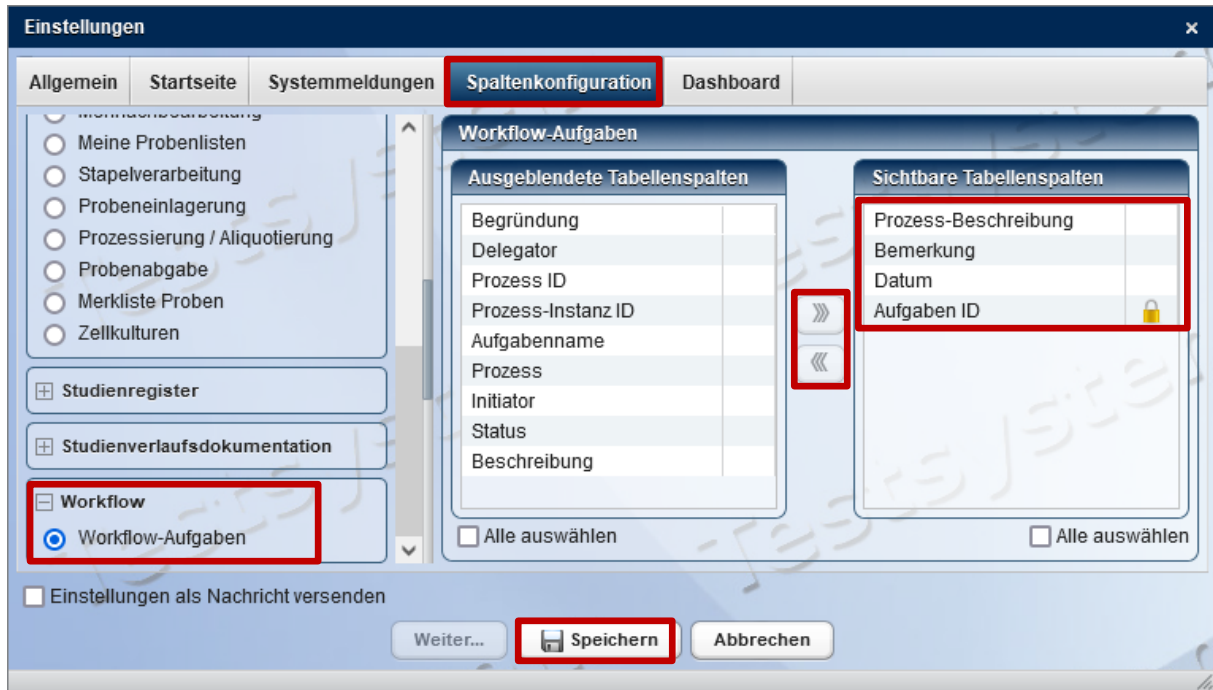 Einstellungen
Allgemein Startseite Systemmeldungen Spaltenkonfiguration Dashboard
Meine Probenlisten
Stapelverarbeitung
Probeneinlagerung
Prozessierung / Aliquotierung
Probenabgabe
Merkliste Proben
Zellkulturen
Studienregister
Studienverlaufsdokumentation
Workflow
Workflow-Aufgaben
Workflow-Aufgaben
Ausgeblendete Tabellenspalten
Begründung
Delegator
Prozess ID
Prozess-Instanz ID
Aufgabenname
Prozess
Initiator
Status
Beschreibung
Alle auswählen
Sichtbare Tabellenspalten
Prozess-Beschreibung
Bemerkung
Datum
Aufgaben ID
Alle auswählen
Einstellungen als Nachricht versenden
Weiter... Speichern Abbrechen